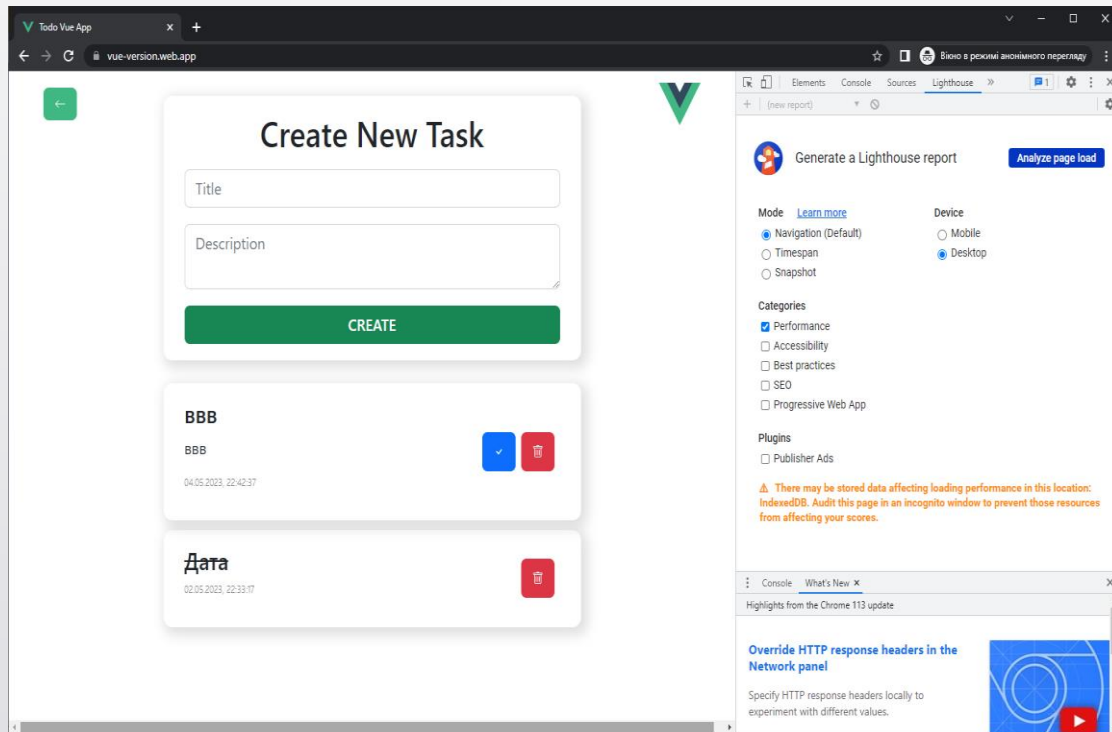 Todo Vue App
vue-version.web.app
Вікно в режимі анонімного перегляду
Create New Task
Title
Description
CREATE
BBB
BBB
04.05.2023, 22:42:37
Дата
02.05.2023, 22:33:17
Elements Console Sources Lighthouse » 1
(new report)
Generate a Lighthouse report
Analyze page load
Mode Learn more Device
Navigation (Default) Mobile
Timespan Desktop
Snapshot
Categories
Performance
Accessibility
Best practices
SEO
Progressive Web App
Plugins
Publisher Ads
There may be stored data affecting loading performance in this location:
IndexedDB. Audit this page in an incognito window to prevent those resources
from affecting your scores.
Console What's New
Highlights from the Chrome 113 update
Override HTTP response headers in the
Network panel
Specify HTTP response headers locally to
experiment with different values.